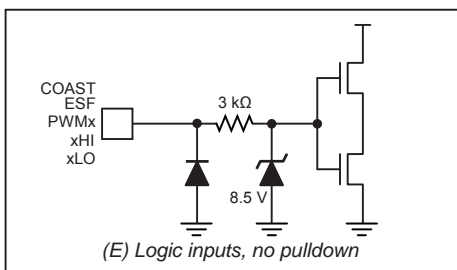 COAST
ESF
PWMx
xHI
xLO
3 kΩ
8.5 V
(E) Logic inputs, no pulldown